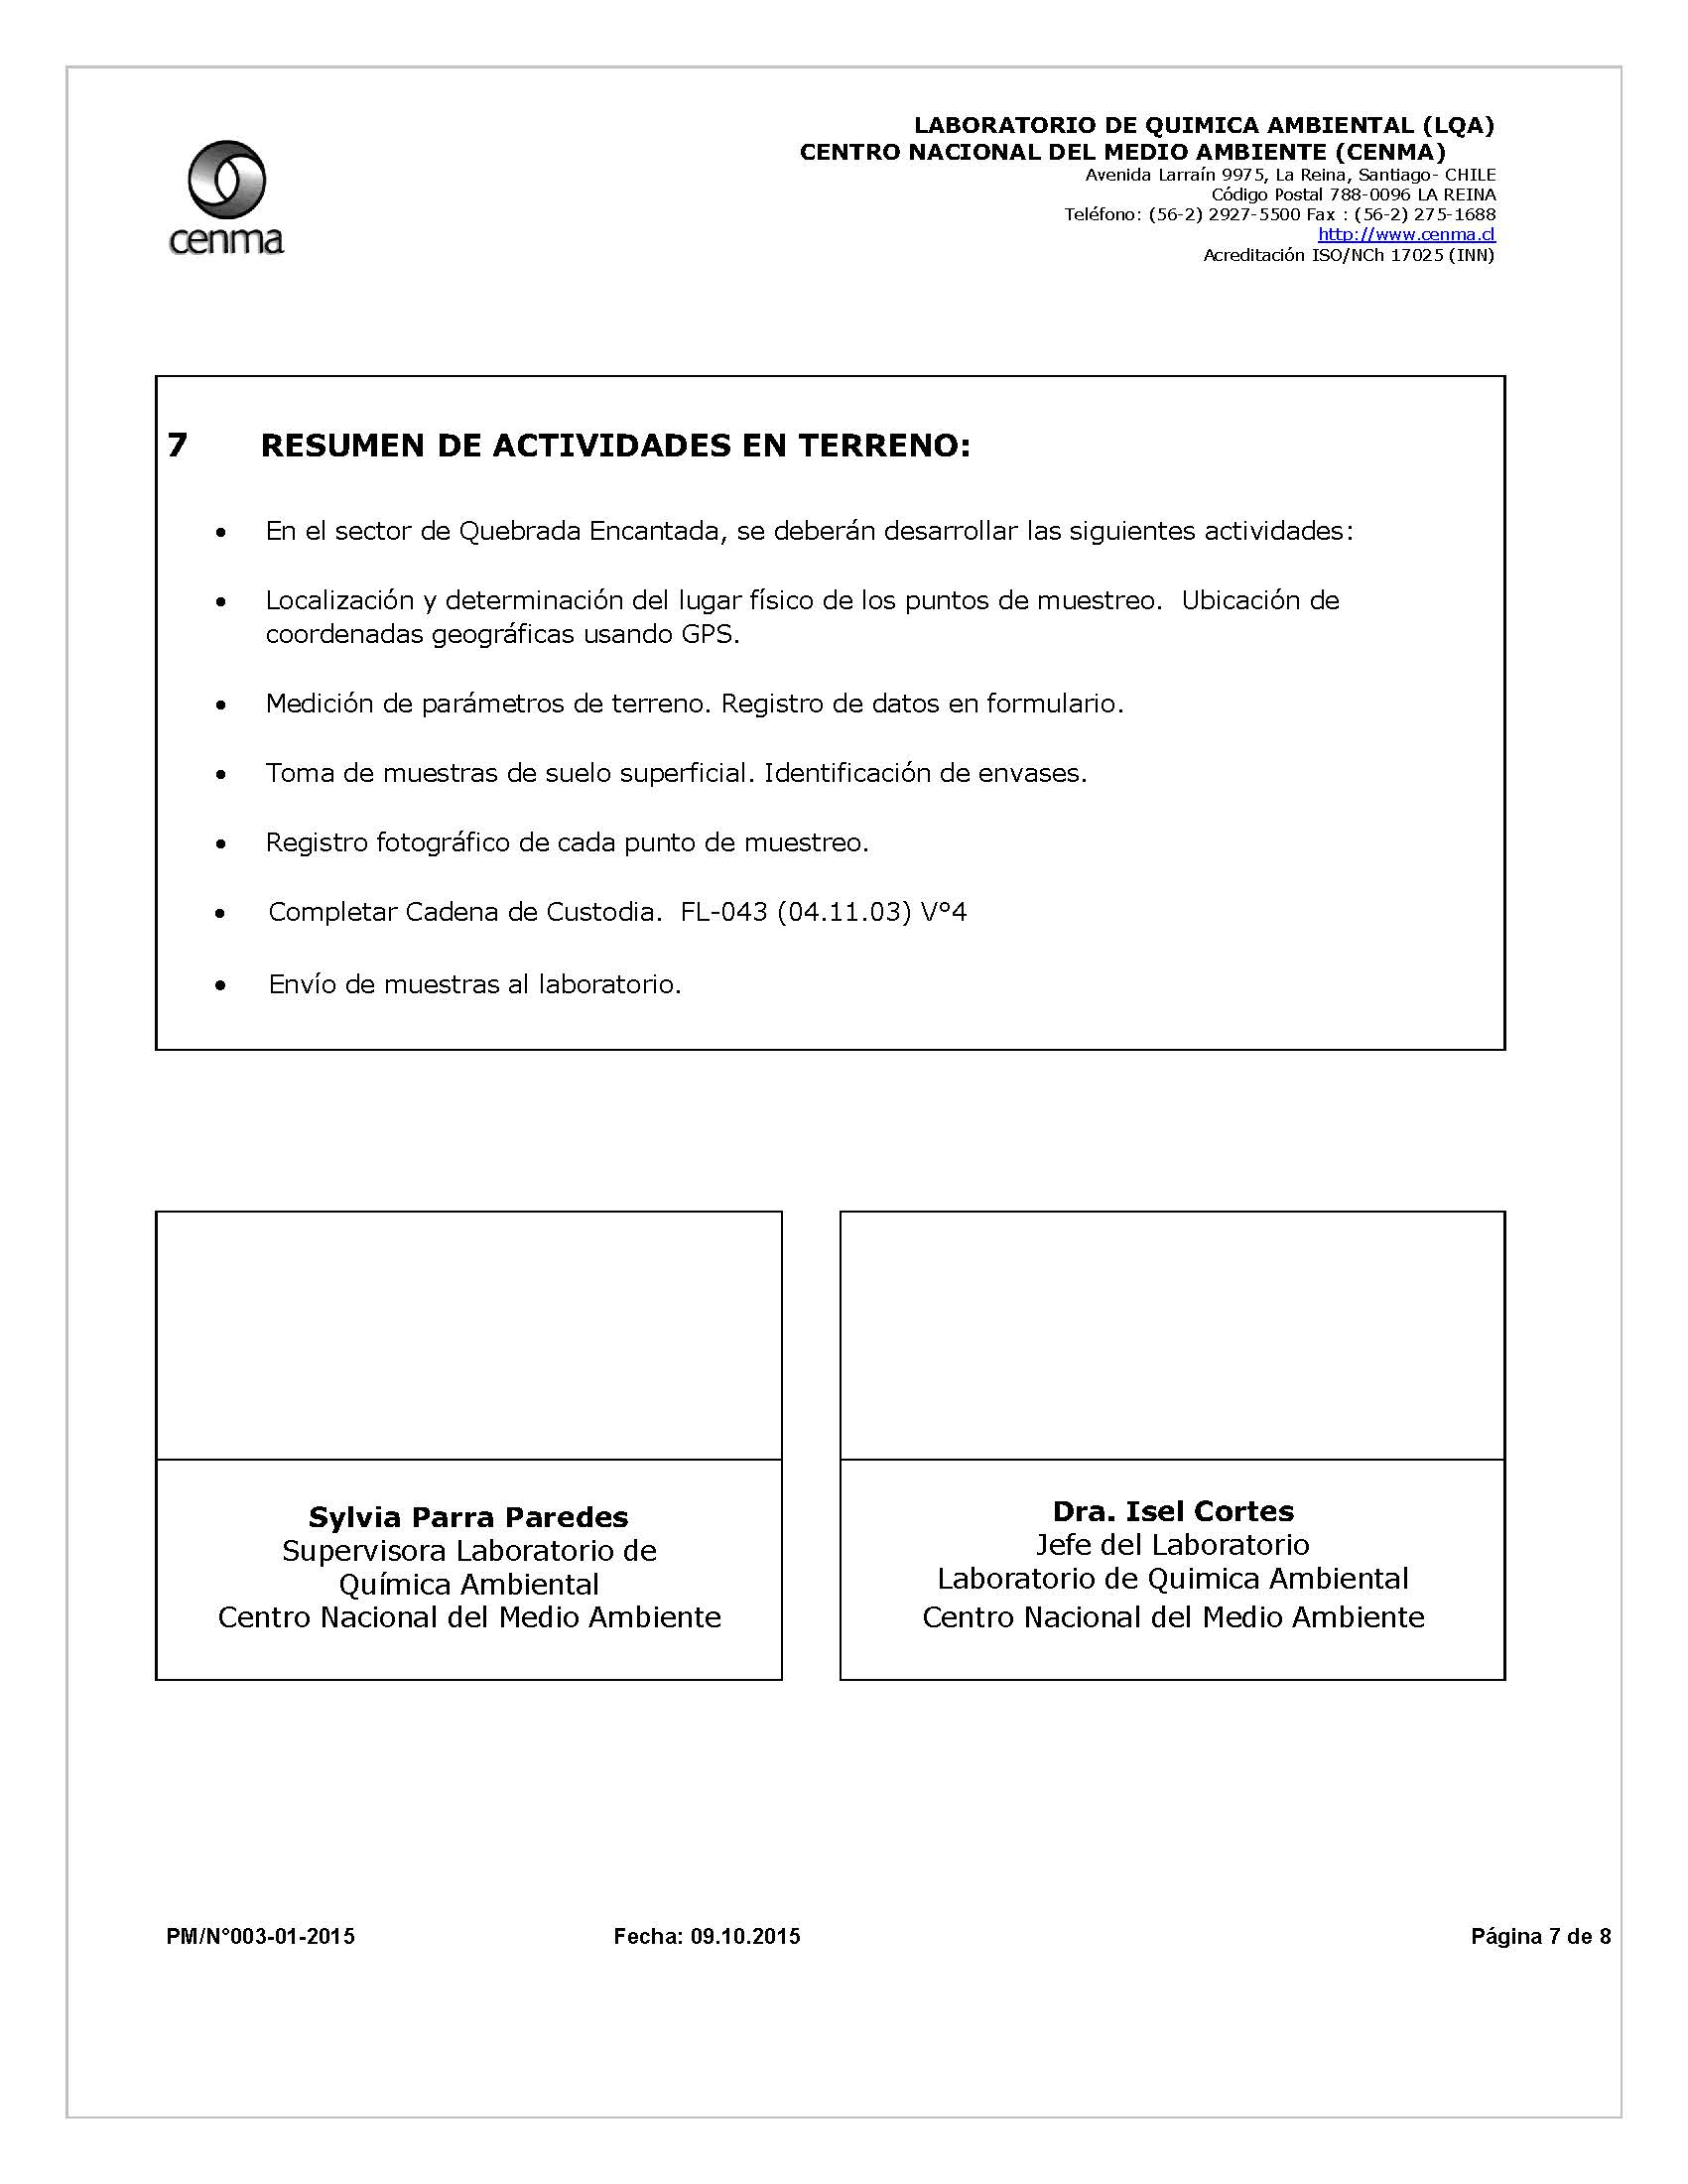 cenma
LABORATORIO DE QUIMICA AMBIENTAL (LQA)
CENTRO NACIONAL DEL MEDIO AMBIENTE (CENMA)
Avenida Larraín 9975, La Reina, Santiago- CHILE
Código Postal 788-0096 LA REINA
Teléfono: (56-2) 2927-5500 Fax : (56-2) 275-1688
http://www.cenma.cl
Acreditación ISO/NCh 17025 (INN)
7 RESUMEN DE ACTIVIDADES EN TERRENO:
• En el sector de Quebrada Encantada, se deberán desarrollar las siguientes actividades:
• Localización y determinación del lugar físico de los puntos de muestreo. Ubicación de
coordenadas geográficas usando GPS.
• Medición de parámetros de terreno. Registro de datos en formulario.
• Toma de muestras de suelo superficial. Identificación de envases.
• Registro fotográfico de cada punto de muestreo.
• Completar Cadena de Custodia. FL-043 (04.11.03) V°4
• Envío de muestras al laboratorio.
Sylvia Parra Paredes
Supervisora Laboratorio de
Química Ambiental
Centro Nacional del Medio Ambiente
Dra. Isel Cortes
Jefe del Laboratorio
Laboratorio de Quimica Ambiental
Centro Nacional del Medio Ambiente
PM/N°003-01-2015 Fecha: 09.10.2015 Página 7 de 8